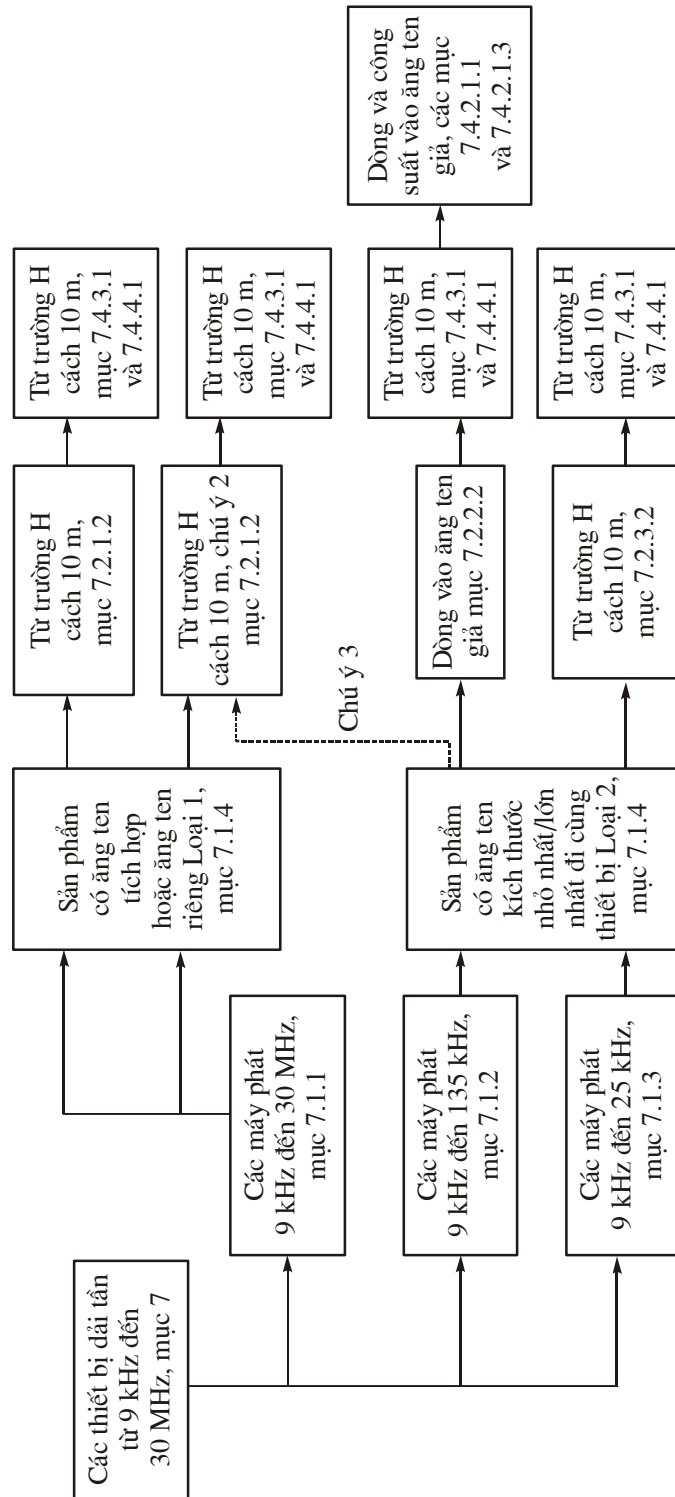 Các thiết bị dải tần
từ 9 kHz đến
30 MHz, mục 7
Các máy phát
9 kHz đến 30 MHz,
mục 7.1.1
Các máy phát
9 kHz đến 135 kHz,
mục 7.1.2
Các máy phát
9 kHz đến 25 kHz,
mục 7.1.3
Sản phẩm
có ăng ten
tích hợp
hoặc ăng ten
riêng Loại 1,
mục 7.1.4
Sản phẩm
có ăng ten
kích thước
nhỏ nhất/lớn
nhất đi cùng
thiết bị Loại 2,
mục 7.1.4
Chú ý 3
Từ trường H
cách 10 m,
mục 7.2.1.2
Từ trường H
cách 10 m, chú ý 2
mục 7.2.1.2
Dòng vào ăng ten
giả mục 7.2.2.2
Từ trường H
cách 10 m,
mục 7.2.3.2
Từ trường H
cách 10 m,
mục 7.4.3.1
và 7.4.4.1
Từ trường H
cách 10 m,
mục 7.4.3.1
và 7.4.4.1
Từ trường H
cách 10 m,
mục 7.4.3.1
và 7.4.4.1
Từ trường H
cách 10 m,
mục 7.4.3.1
và 7.4.4.1
Dòng và công
suất vào ăng ten
giả, các mục
7.4.2.1.1
và 7.4.2.1.3